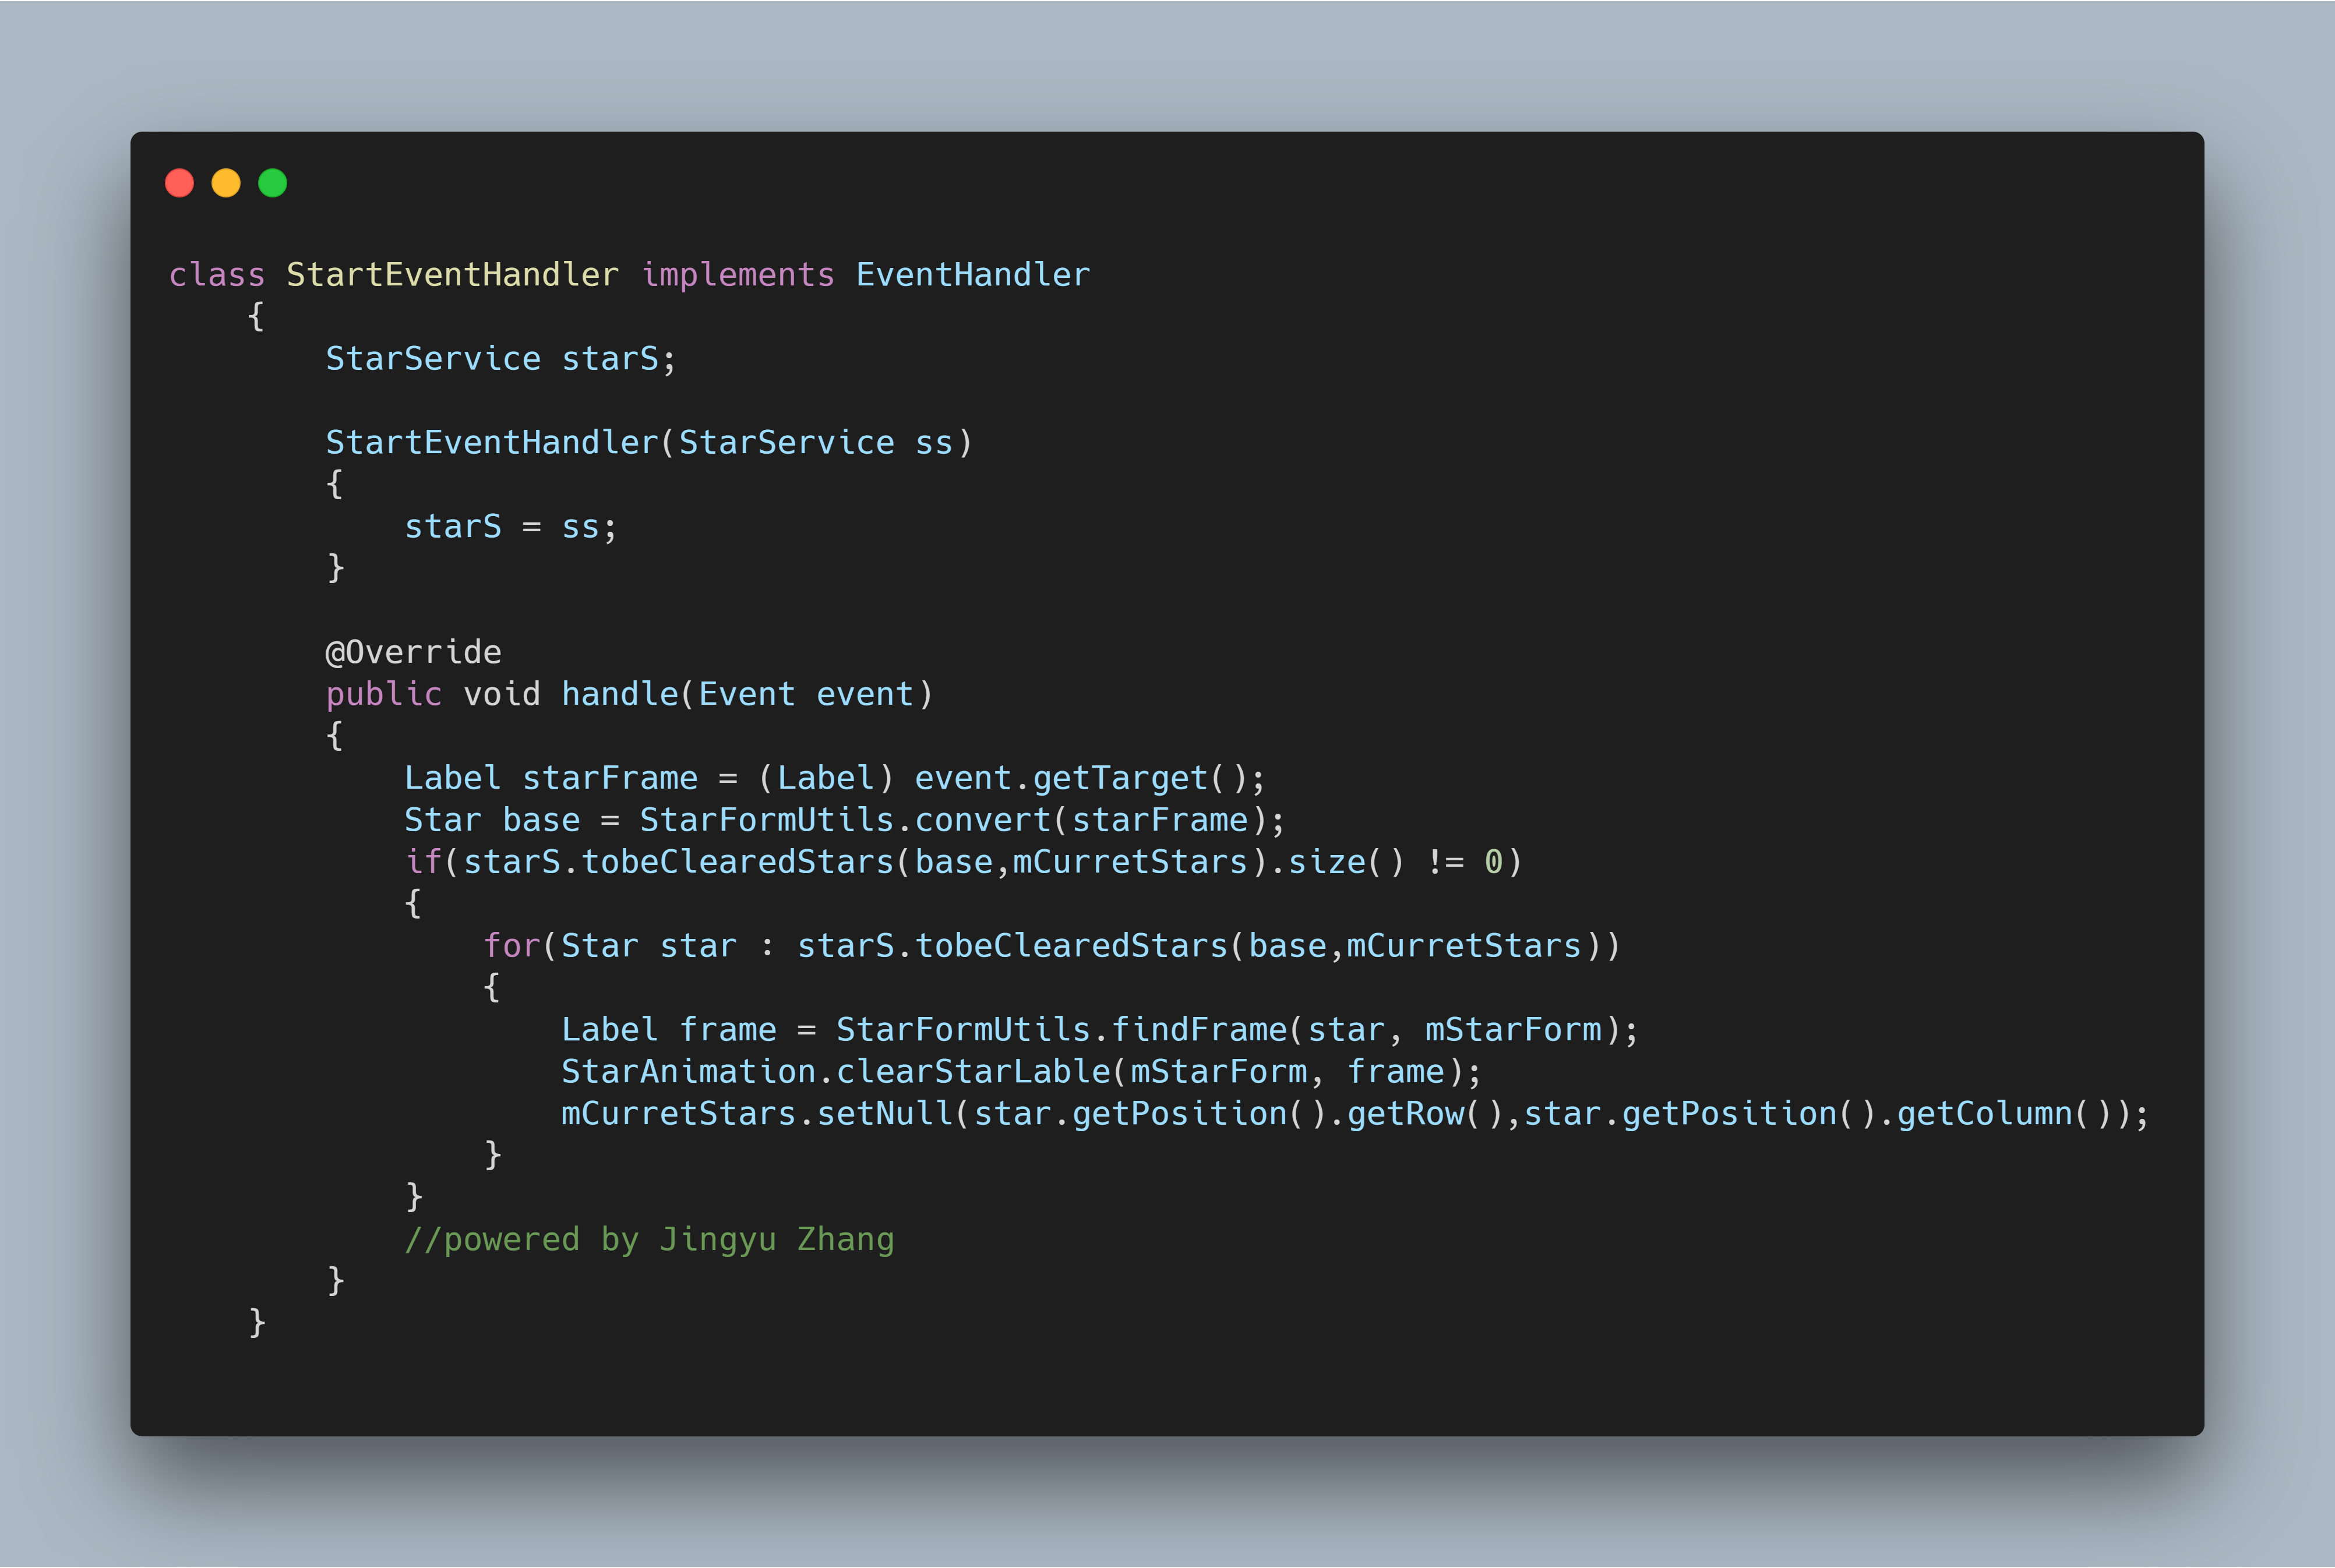 class StartEventHandler implements EventHandler
    {
        StarService starS;

        StartEventHandler(StarService ss)
        {
            starS = ss;
        }

        @Override
        public void handle(Event event)
        {
            Label starFrame = (Label) event.getTarget();
            Star base = StarFormUtils.convert(starFrame);
            if(starS.tobeClearedStars(base,mCurretStars).size() != 0)
            {
                for(Star star : starS.tobeClearedStars(base,mCurretStars))
                {
                    Label frame = StarFormUtils.findFrame(star, mStarForm);
                    StarAnimation.clearStarLable(mStarForm, frame);
                    mCurretStars.setNull(star.getPosition().getRow(),star.getPosition().getColumn());
                }
            }
            //powered by Jingyu Zhang
        }
    }